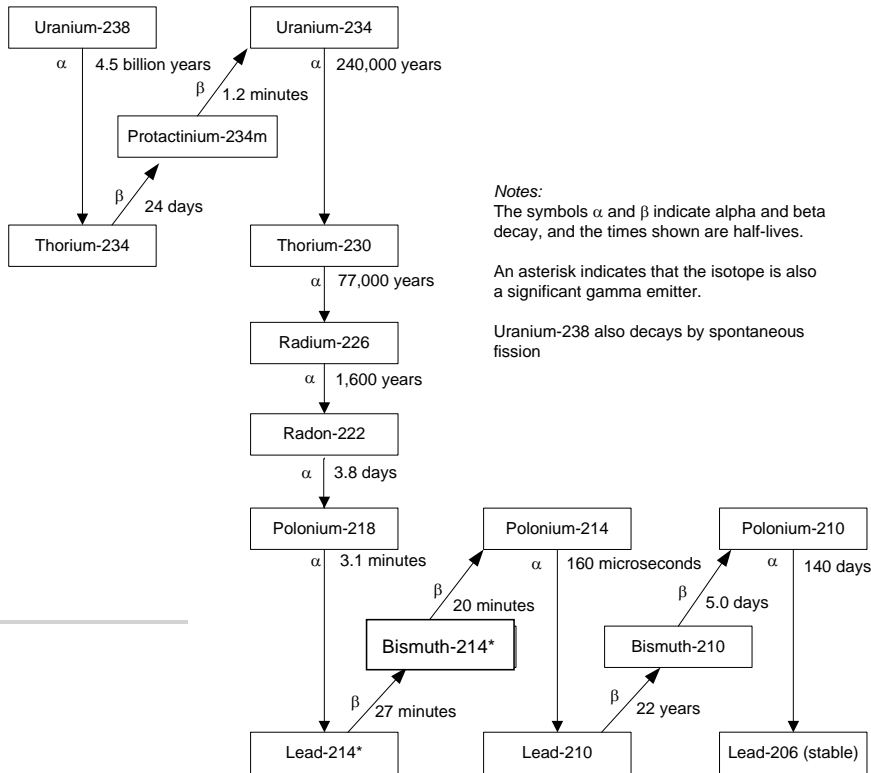 Uranium-238
Uranium-234
α 4.5 billion years
α 240,000 years
β 1.2 minutes
Protactinium-234m
β 24 days
Thorium-234
Thorium-230
Notes:
The symbols α and β indicate alpha and beta
decay, and the times shown are half-lives.
An asterisk indicates that the isotope is also
a significant gamma emitter.
Uranium-238 also decays by spontaneous
fission
α 77,000 years
Radium-226
α 1,600 years
Radon-222
α 3.8 days
Polonium-218
Polonium-214
Polonium-210
α 3.1 minutes
α 160 microseconds
α 140 days
β 20 minutes
β 5.0 days
Bismuth-214*
Bismuth-210
β 27 minutes
β 22 years
Lead-214*
Lead-210
Lead-206 (stable)